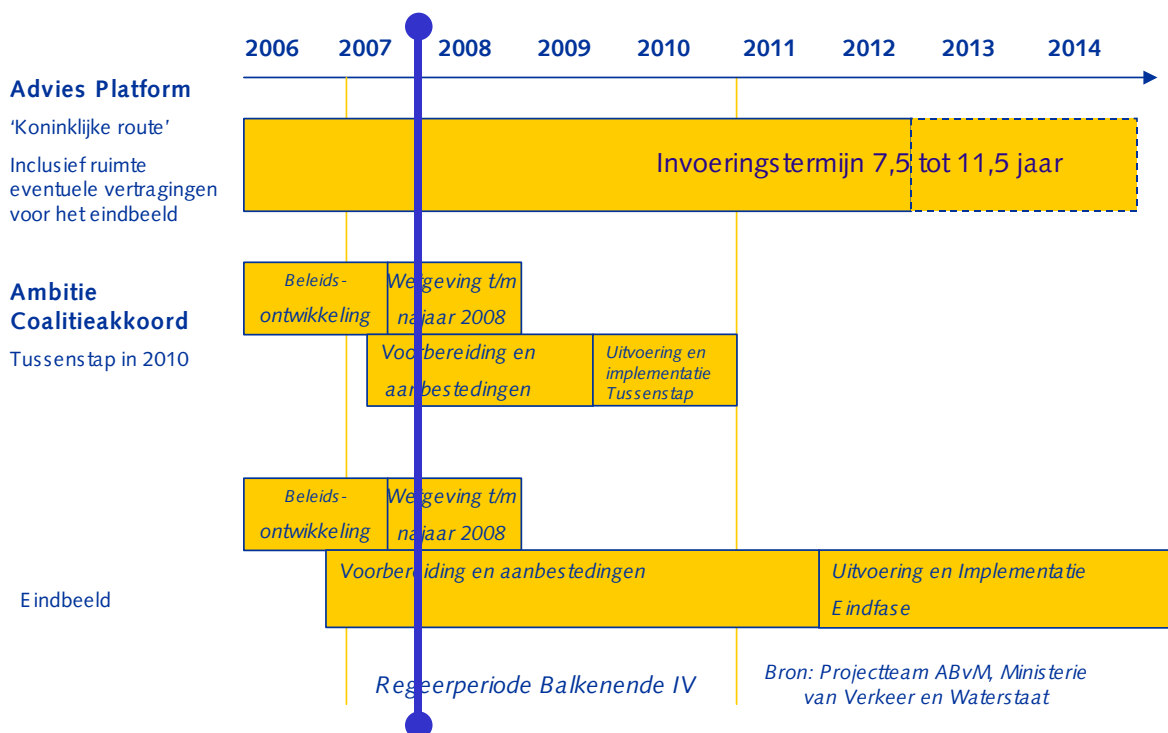 2006 2007 2008 2009 2010 2011 2012 2013 2014
Advies Platform
‘Koninklijke route’
Inclusief ruimte
eventuele vertragingen
voor het eindbeeld
Invoeringstermijn 7,5 tot 11,5 jaar
Ambitie
Coalitieakkoord
Tussenstap in 2010
Beleids-
ontwikkeling
Wetgeving t/m
najaar 2008
Voorbereiding en
aanbestedingen
Uitvoering en
implementatie
Tussenstap
Eindbeeld
Beleids-
ontwikkeling
Wetgeving t/m
najaar 2008
Voorbereiding en aanbestedingen
Uitvoering en Implementatie
Eindfase
Regeerperiode Balkenende IV
Bron: Projectteam ABvM, Ministerie
van Verkeer en Waterstaat